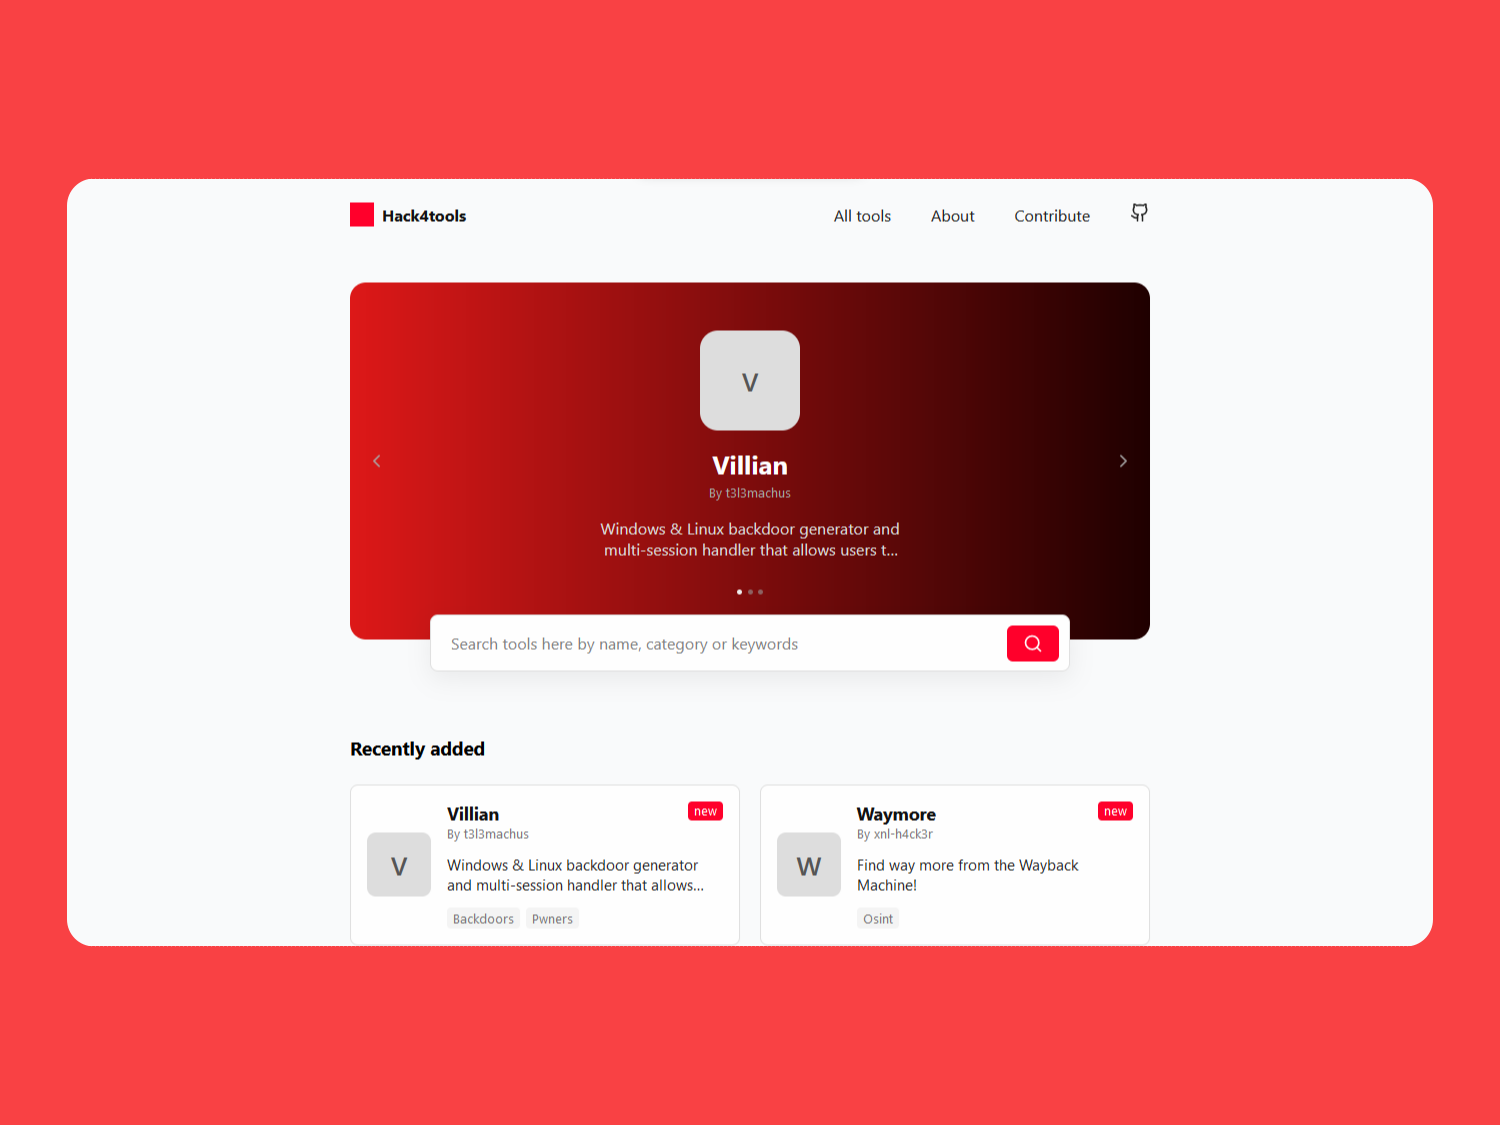 Hack4tools
All tools
About
Contribute
V
Villian
By t3l3machus
Windows & Linux backdoor generator and
multi-session handler that allows users t...
Search tools here by name, category or keywords
Recently added
V
Villian
new
By t3l3machus
Windows & Linux backdoor generator
and multi-session handler that allows...
Backdoors
Pwners
W
Waymore
new
By xnl-h4ck3r
Find way more from the Wayback
Machine!
Osint